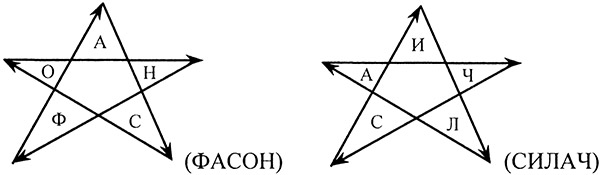 А
О Н
Ф С
(ФАСОН)
И
А Ч
С Л
(СИЛАЧ)